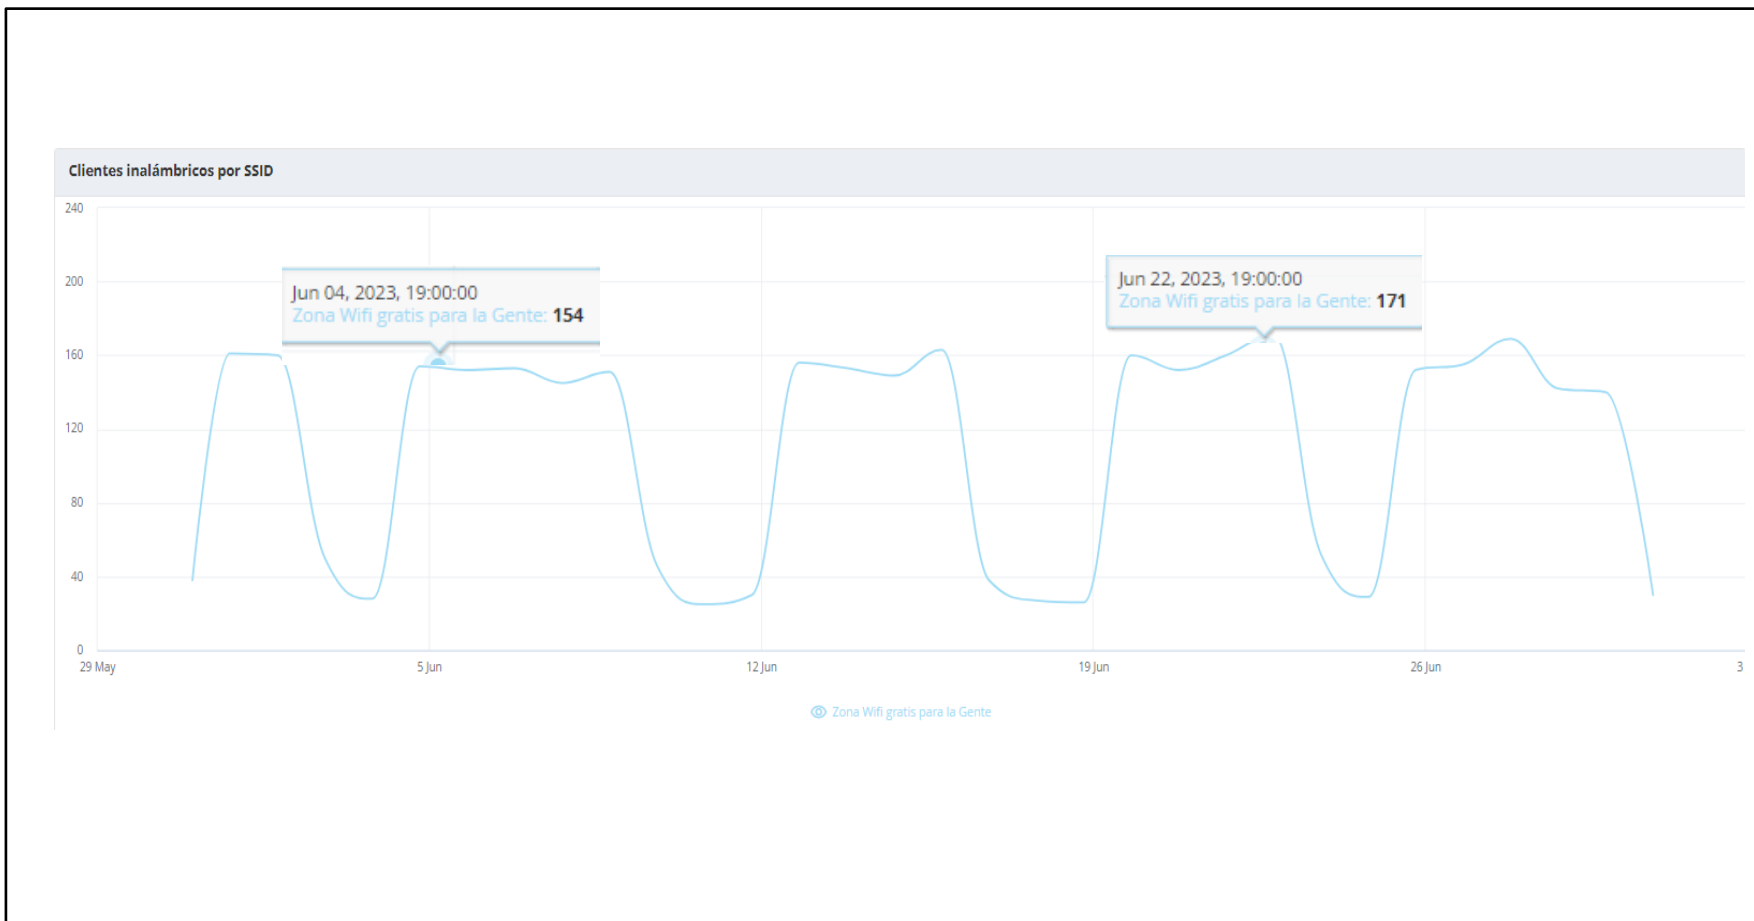 Clientes inalámbricos por SSID
240
200
160
120
80
40
0
Jun 04, 2023, 19:00:00
Zona Wifi gratis para la Gente: 154
Jun 22, 2023, 19:00:00
Zona Wifi gratis para la Gente: 171
29 May
5 Jun
12 Jun
19 Jun
26 Jun
3
Zona Wifi gratis para la Gente